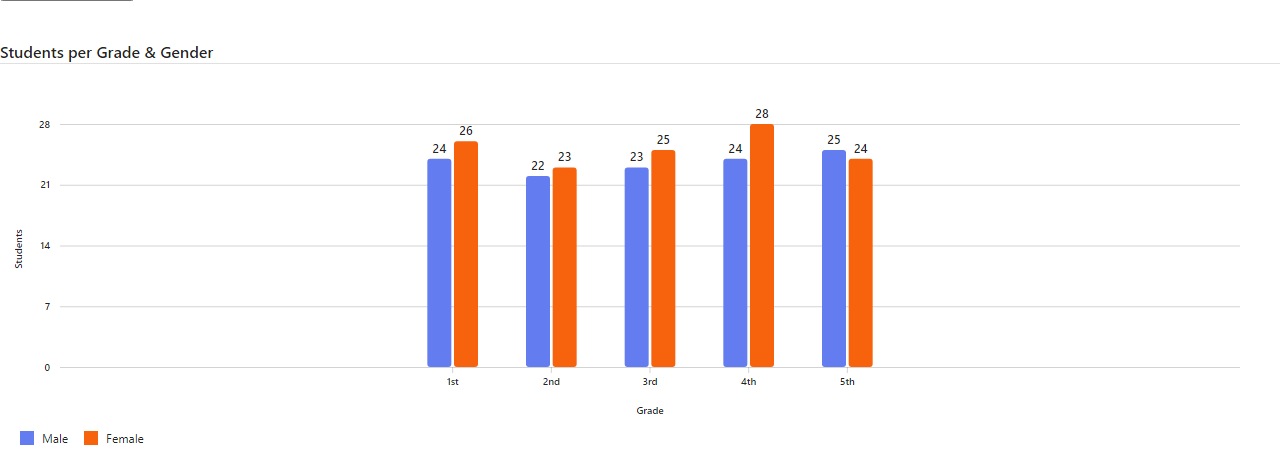 Students per Grade & Gender
28
21
14
7
0
Students
24
26
22
23
23
25
24
28
25
24
1st
2nd
3rd
4th
5th
Grade
Male
Female